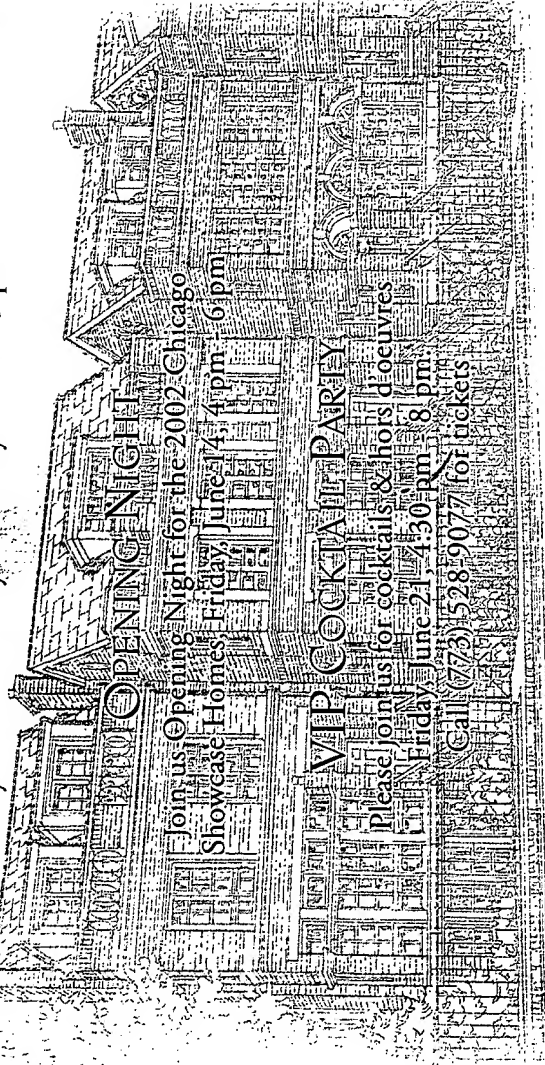 OPENING NIGHT
Join us Opening Night for the 2002 Chicago
Showcase Homes, Friday, June 14, 4 pm - 6 pm
VIP COCKTAIL PARTY
Please join us for cocktails & hors d'oeuvres
Friday, June 21, 4:30 pm - 8 pm.
Call (773) 528-9077 for tickets